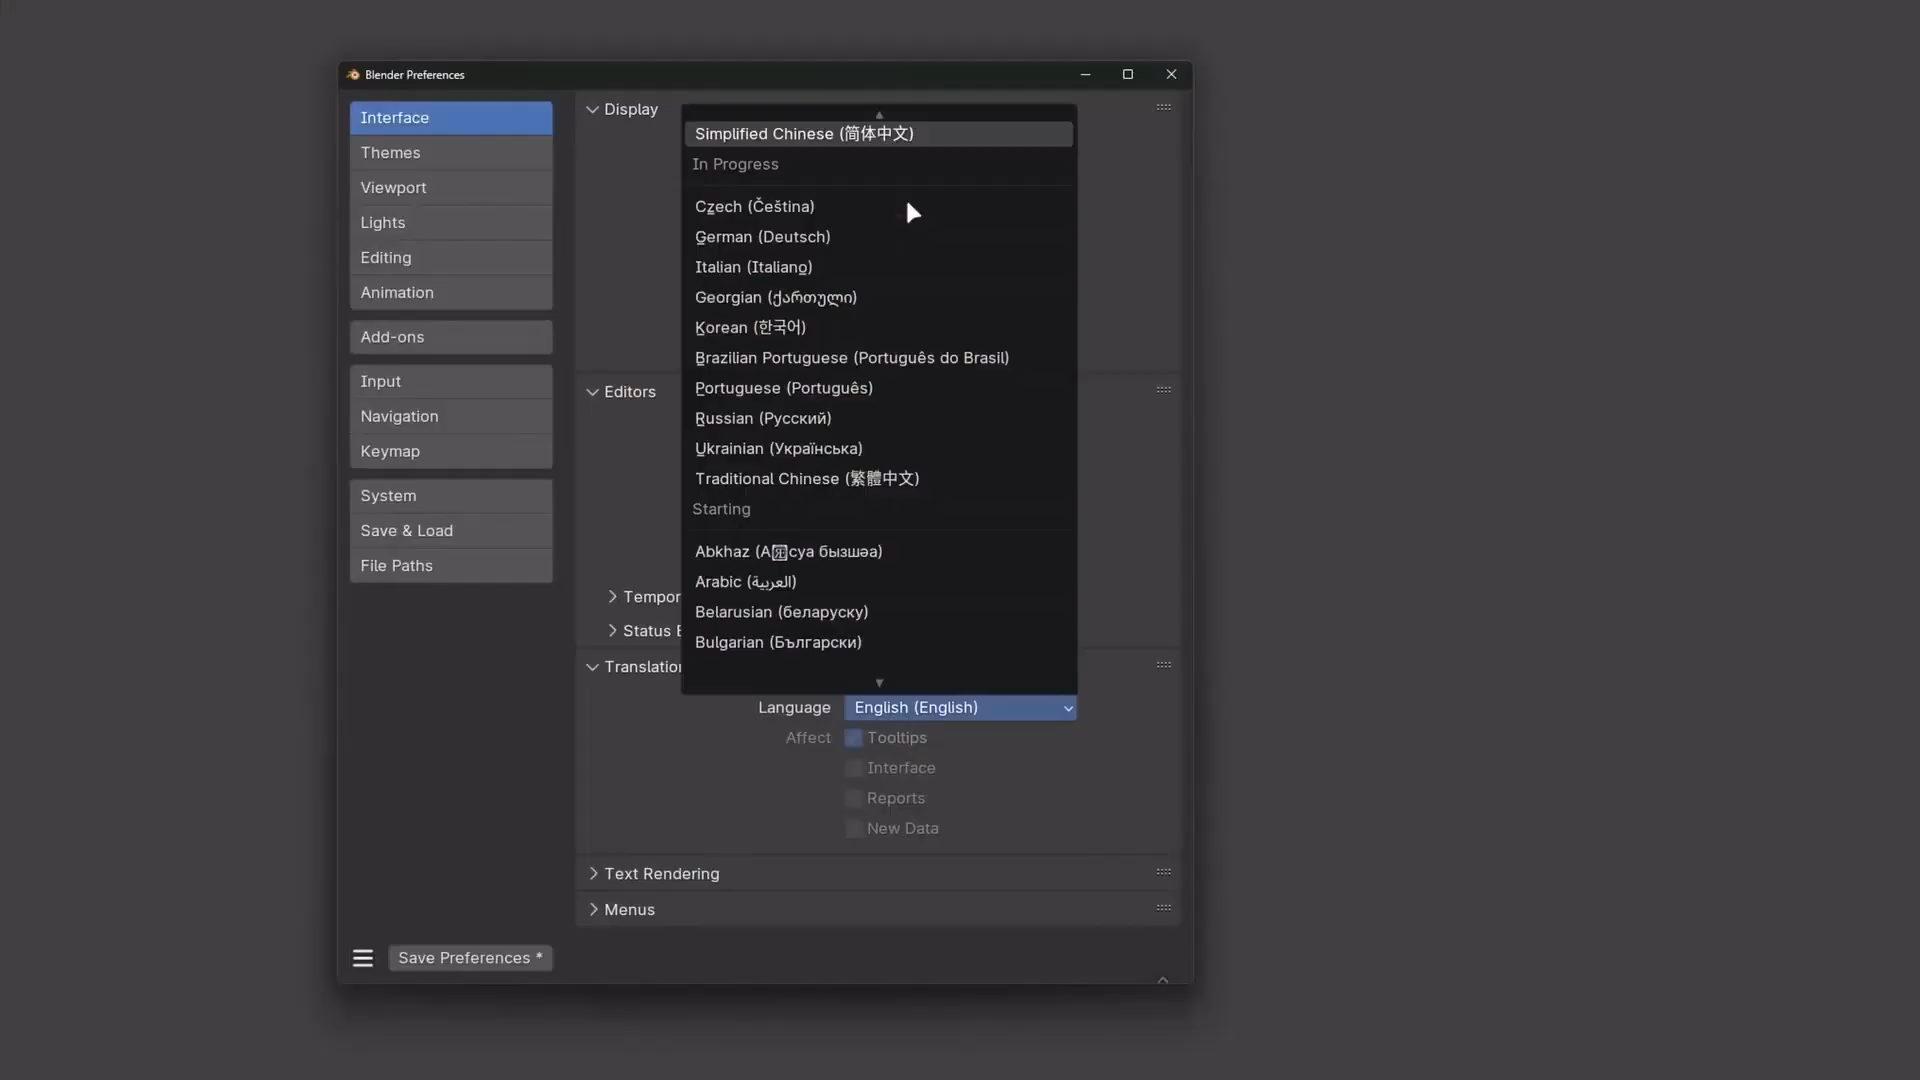 Blender Preferences
Interface
Themes
Viewport
Lights
Editing
Animation
Add-ons
Input
Navigation
Keymap
System
Save & Load
File Paths
Save Preferences *
Display
Editors
Tempor
Status
Translation
Simplified Chinese (简体中文)
In Progress
Czech (Čeština)
German (Deutsch)
Italian (Italiano)
Georgian (ქართული)
Korean (한국어)
Brazilian Portuguese (Português do Brasil)
Portuguese (Português)
Russian (Русский)
Ukrainian (Українська)
Traditional Chinese (繁體中文)
Starting
Abkhaz (Аԥсуа бызшәа)
Arabic (العربية)
Belarusian (беларуску)
Bulgarian (Български)
Language English (English)
Affect Tooltips
Interface
Reports
New Data
Text Rendering
Menus